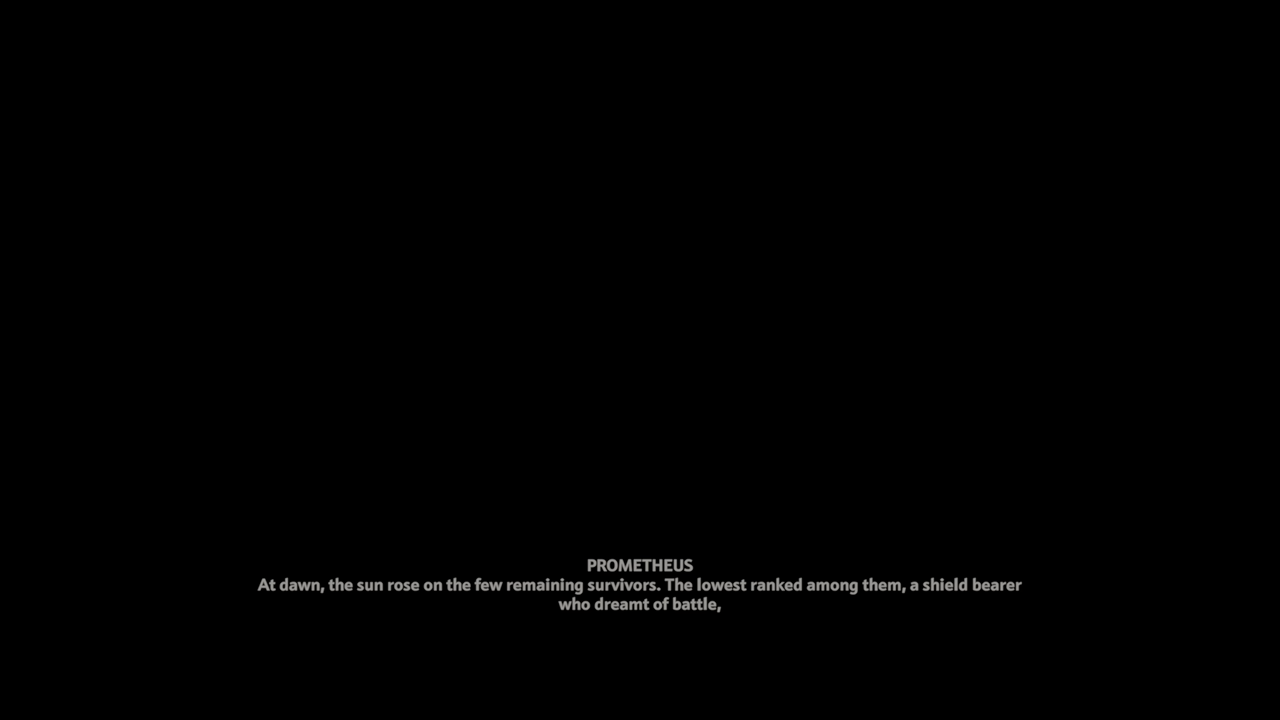 PROMETHEUS
At dawn, the sun rose on the few remaining survivors. The lowest ranked among them, a shield bearer
who dreamt of battle,